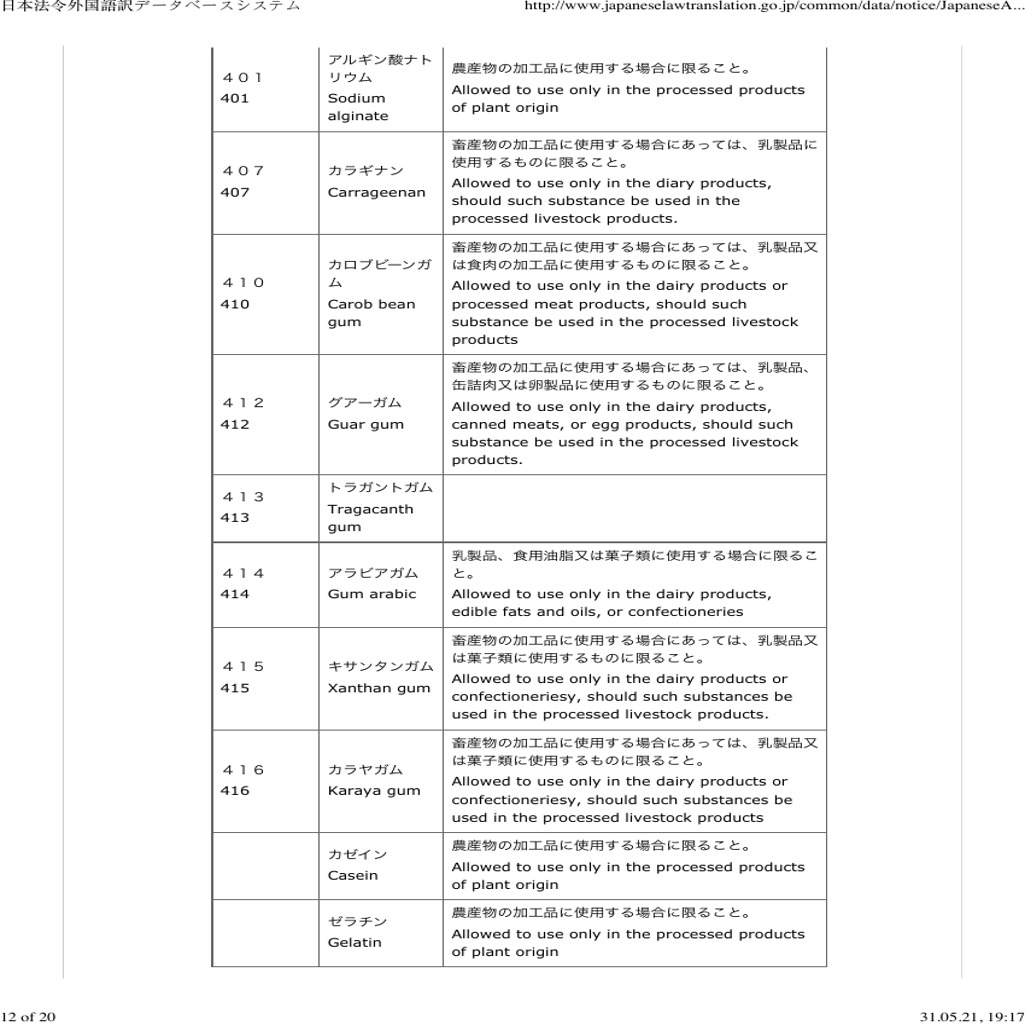 日本法令外国語訳データベースシステム
http://www.japaneselawtranslation.go.jp/common/data/notice/JapaneseA...
４０１
401
アルギン酸ナト
リウム
Sodium
alginate
農産物の加工品に使用する場合に限ること。
Allowed to use only in the processed products
of plant origin
４０７
407
カラギナン
Carrageenan
畜産物の加工品に使用する場合にあっては、乳製品に
使用するものに限ること。
Allowed to use only in the diary products,
should such substance be used in the
processed livestock products.
４１０
410
カロブビーンガ
ム
Carob bean
gum
畜産物の加工品に使用する場合にあっては、乳製品又
は食肉の加工品に使用するものに限ること。
Allowed to use only in the dairy products or
processed meat products, should such
substance be used in the processed livestock
products
４１２
412
グアーガム
Guar gum
畜産物の加工品に使用する場合にあっては、乳製品、
缶詰肉又は卵製品に使用するものに限ること。
Allowed to use only in the dairy products,
canned meats, or egg products, should such
substance be used in the processed livestock
products.
４１３
413
トラガントガム
Tragacanth
gum
４１４
414
アラビアガム
Gum arabic
乳製品、食用油脂又は菓子類に使用する場合に限るこ
と。
Allowed to use only in the dairy products,
edible fats and oils, or confectioneries
４１５
415
キサンタンガム
Xanthan gum
畜産物の加工品に使用する場合にあっては、乳製品又
は菓子類に使用するものに限ること。
Allowed to use only in the dairy products or
confectioneriesy, should such substances be
used in the processed livestock products.
４１６
416
カラヤガム
Karaya gum
畜産物の加工品に使用する場合にあっては、乳製品又
は菓子類に使用するものに限ること。
Allowed to use only in the dairy products or
confectioneriesy, should such substances be
used in the processed livestock products
カゼイン
Casein
農産物の加工品に使用する場合に限ること。
Allowed to use only in the processed products
of plant origin
ゼラチン
Gelatin
農産物の加工品に使用する場合に限ること。
Allowed to use only in the processed products
of plant origin
12 of 20
31.05.21, 19:17